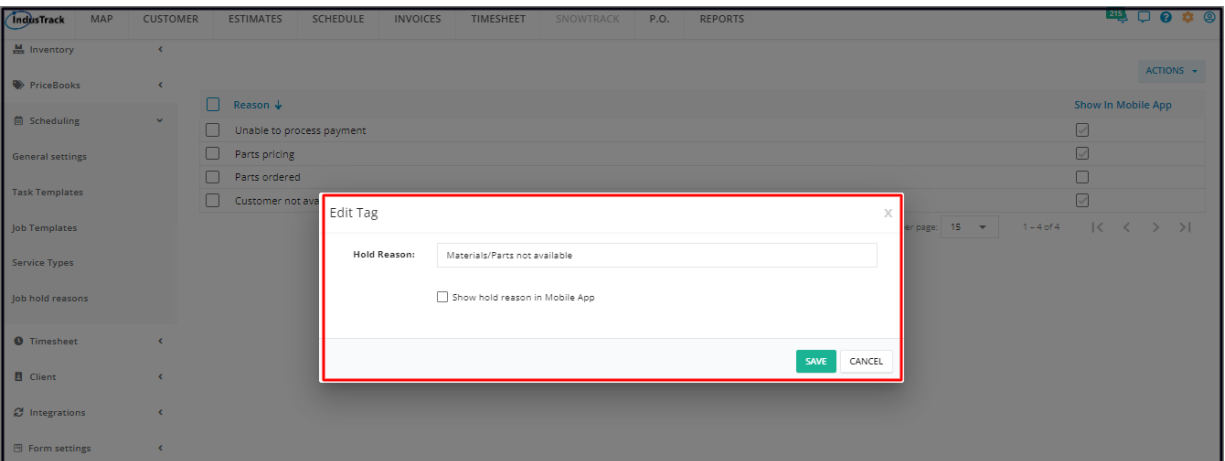 IndusTrack MAP CUSTOMER ESTIMATES SCHEDULE INVOICES TIMESHEET SNOWTRACK P.O. REPORTS 215
Inventory
ACTIONS
PriceBooks
Reason Show In Mobile App
Scheduling
Unable to process payment
General settings
Parts pricing
Parts ordered
Task Templates
Customer not ava
Edit Tag X
Job Templates
er page: 15 1 – 4 of 4
Hold Reason: Materials/Parts not available
Service Types
Show hold reason in Mobile App
Job hold reasons
Timesheet
SAVE CANCEL
Client
Integrations
Form settings